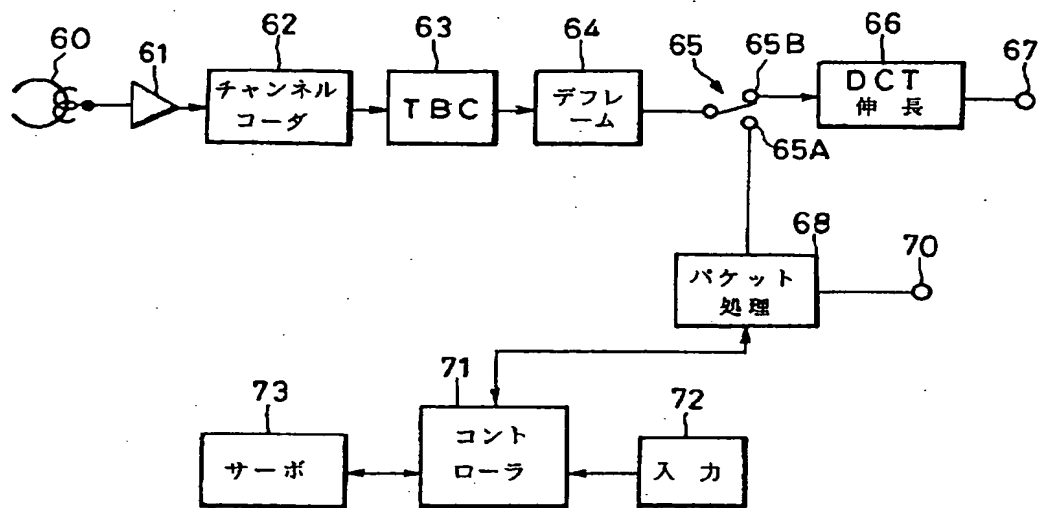 60
61
62
63
64
65
65B
66
67
チャンネル
コーダ
TBC
デフレ
ーム
DCT
伸長
65A
68
70
パケット
処理
71
72
73
コント
ローラ
サーボ
入力